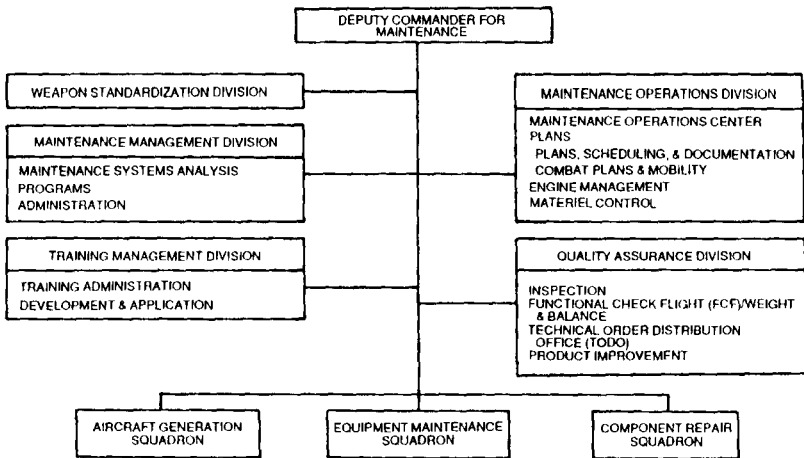 DEPUTY COMMANDER FOR
MAINTENANCE
WEAPON STANDARDIZATION DIVISION
MAINTENANCE MANAGEMENT DIVISION
MAINTENANCE SYSTEMS ANALYSIS
PROGRAMS
ADMINISTRATION
TRAINING MANAGEMENT DIVISION
TRAINING ADMINISTRATION
DEVELOPMENT & APPLICATION
MAINTENANCE OPERATIONS DIVISION
MAINTENANCE OPERATIONS CENTER
PLANS
PLANS, SCHEDULING, & DOCUMENTATION
COMBAT PLANS & MOBILITY
ENGINE MANAGEMENT
MATERIEL CONTROL
QUALITY ASSURANCE DIVISION
INSPECTION
FUNCTIONAL CHECK FLIGHT (FCF)/WEIGHT
& BALANCE
TECHNICAL ORDER DISTRIBUTION
OFFICE (TODO)
PRODUCT IMPROVEMENT
AIRCRAFT GENERATION
SQUADRON
EQUIPMENT MAINTENANCE
SQUADRON
COMPONENT REPAIR
SQUADRON